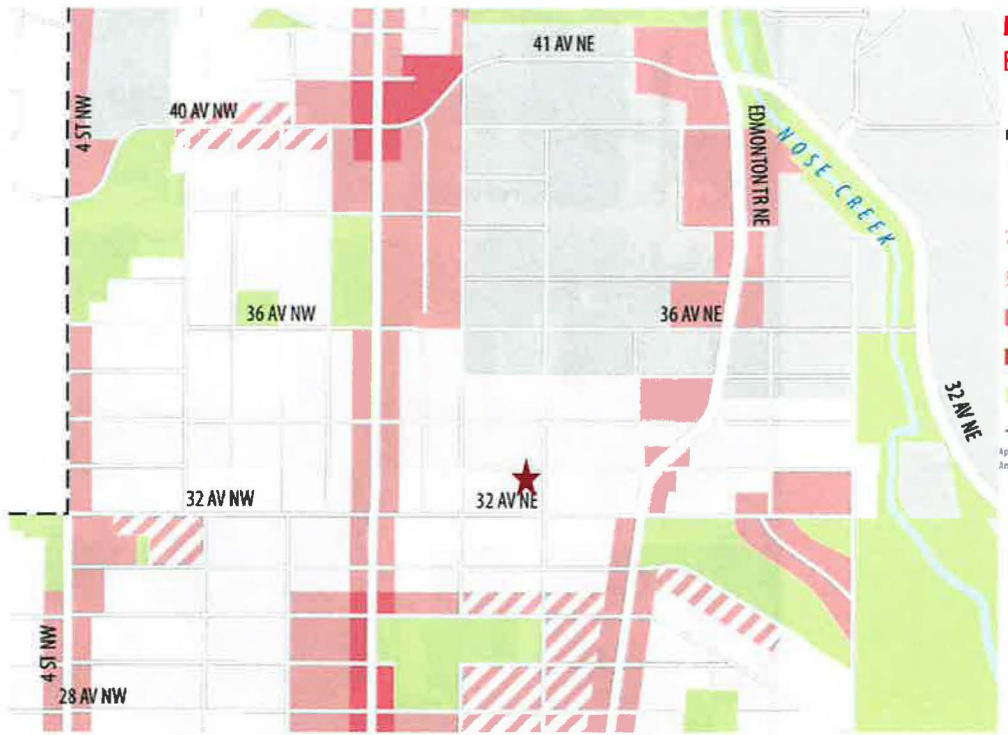 41 AV NE
40 AV NW
4 ST NW
EDMONTON TR NE
NOSE CREEK
36 AV NW
36 AV NE
32 AV NE
32 AV NW
32 AV NE
4 ST NW
28 AV NW